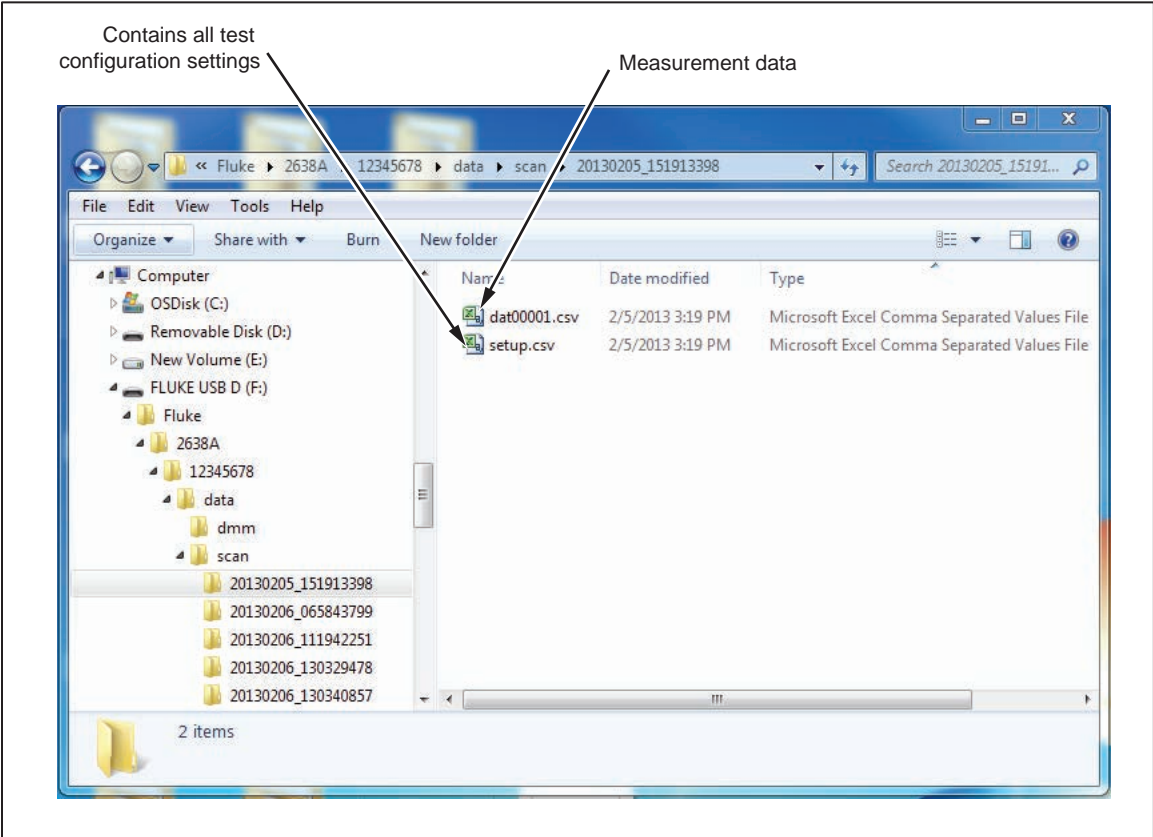 Contains all test
configuration settings
Measurement data
« Fluke 2638A 12345678 data scan 20130205_151913398
Search 20130205_15191...
File Edit View Tools Help
Organize Share with Burn New folder
Name Date modified Type
dat00001.csv 2/5/2013 3:19 PM Microsoft Excel Comma Separated Values File
setup.csv 2/5/2013 3:19 PM Microsoft Excel Comma Separated Values File
Computer
OSDisk (C:)
Removable Disk (D:)
New Volume (E:)
FLUKE USB D (F:)
Fluke
2638A
12345678
data
dmm
scan
20130205_151913398
20130206_065843799
20130206_111942251
20130206_130329478
20130206_130340857
2 items